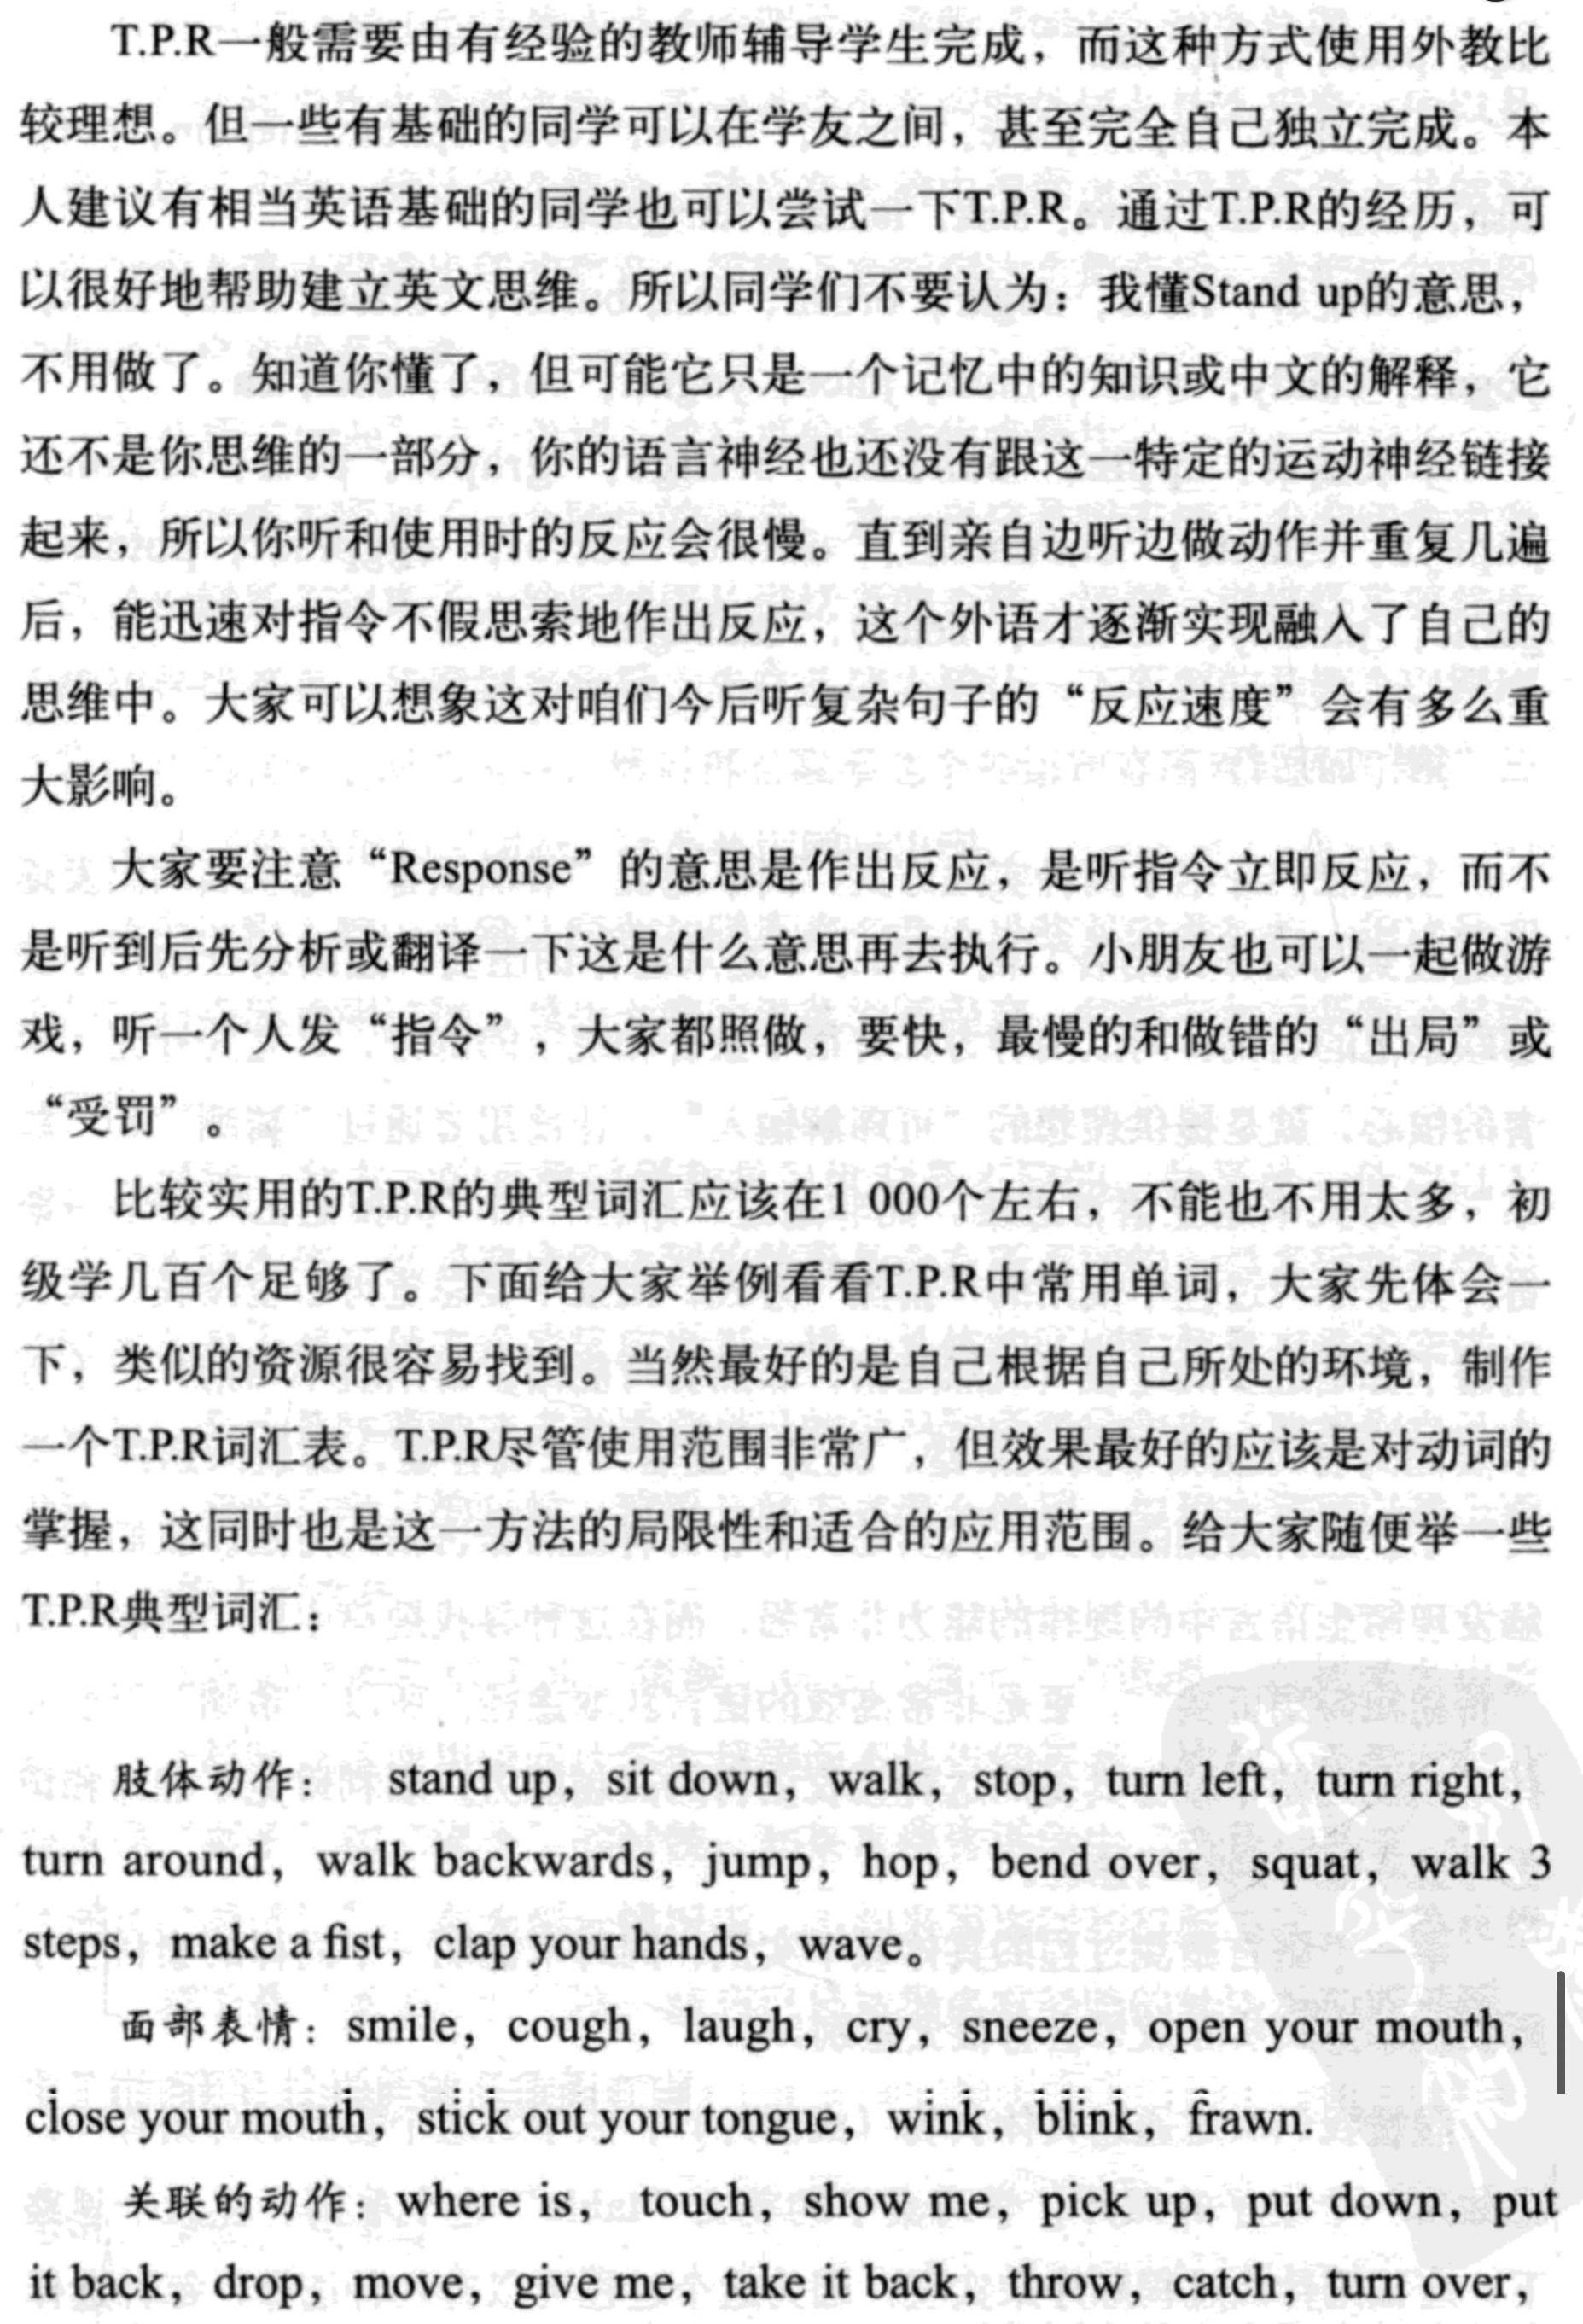 T.P.R一般需要由有经验的教师辅导学生完成，而这种方式使用外教比
较理想。但一些有基础的同学可以在学友之间，甚至完全自己独立完成。本
人建议有相当英语基础的同学也可以尝试一下T.P.R。通过T.P.R的经历，可
以很好地帮助建立英文思维。所以同学们不要认为：我懂Stand up的意思，
不用做了。知道你懂了，但可能它只是一个记忆中的知识或中文的解释，它
还不是你思维的一部分，你的语言神经也还没有跟这一特定的运动神经链接
起来，所以你听和使用时的反应会很慢。直到亲自边听边做动作并重复几遍
后，能迅速对指令不假思索地作出反应，这个外语才逐渐实现融入了自己的
思维中。大家可以想象这对咱们今后听复杂句子的“反应速度”会有多么重
大影响。
大家要注意“Response”的意思是作出反应，是听指令立即反应，而不
是听到后先分析或翻译一下这是什么意思再去执行。小朋友也可以一起做游
戏，听一个人发“指令”，大家都照做，要快，最慢的和做错的“出局”或
“受罚”。
比较实用的T.P.R的典型词汇应该在1 000个左右，不能也不用太多，初
级学几百个足够了。下面给大家举例看看T.P.R中常用单词，大家先体会一
下，类似的资源很容易找到。当然最好的是自己根据自己所处的环境，制作
一个T.P.R词汇表。T.P.R尽管使用范围非常广，但效果最好的应该是对动词的
掌握，这同时也是这一方法的局限性和适合的应用范围。给大家随便举一些
T.P.R典型词汇：
肢体动作： stand up，sit down，walk，stop，turn left，turn right，
turn around，walk backwards，jump，hop，bend over，squat，walk 3
steps，make a fist，clap your hands，wave。
面部表情：smile，cough，laugh，cry，sneeze，open your mouth，
close your mouth，stick out your tongue，wink，blink，frawn.
关联的动作：where is， touch，show me，pick up，put down，put
it back，drop，move，give me，take it back，throw，catch，turn over，